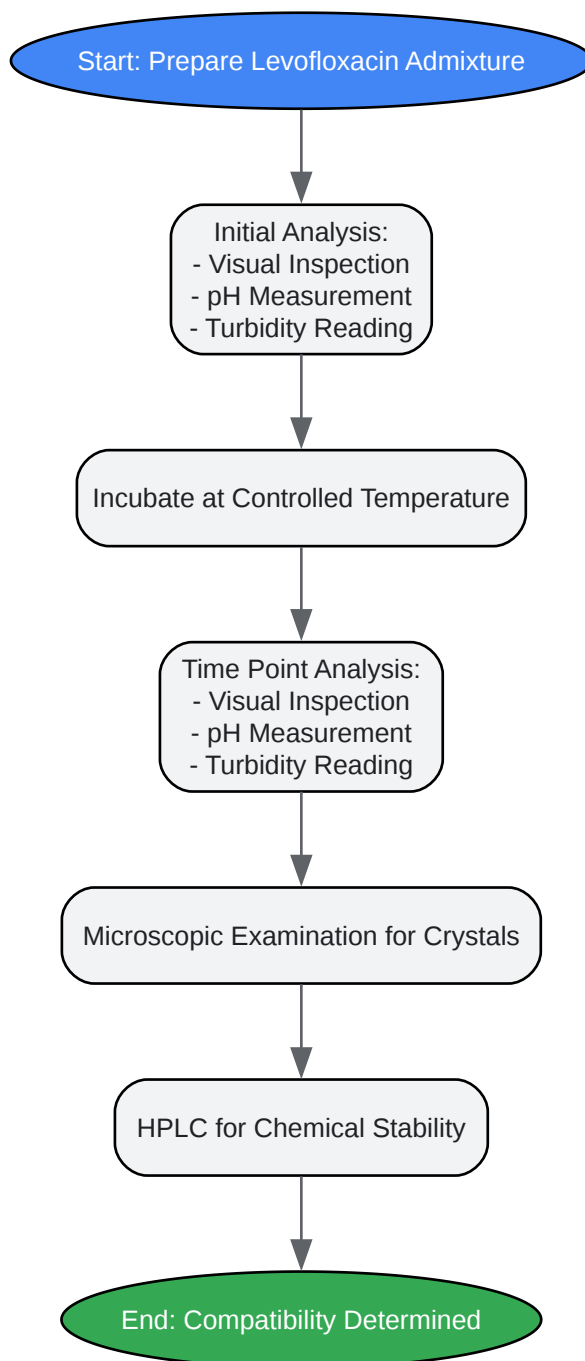 Start: Prepare Levofloxacin Admixture
Initial Analysis:
- Visual Inspection
- pH Measurement
- Turbidity Reading
Incubate at Controlled Temperature
Time Point Analysis:
- Visual Inspection
- pH Measurement
- Turbidity Reading
Microscopic Examination for Crystals
HPLC for Chemical Stability
End: Compatibility Determined